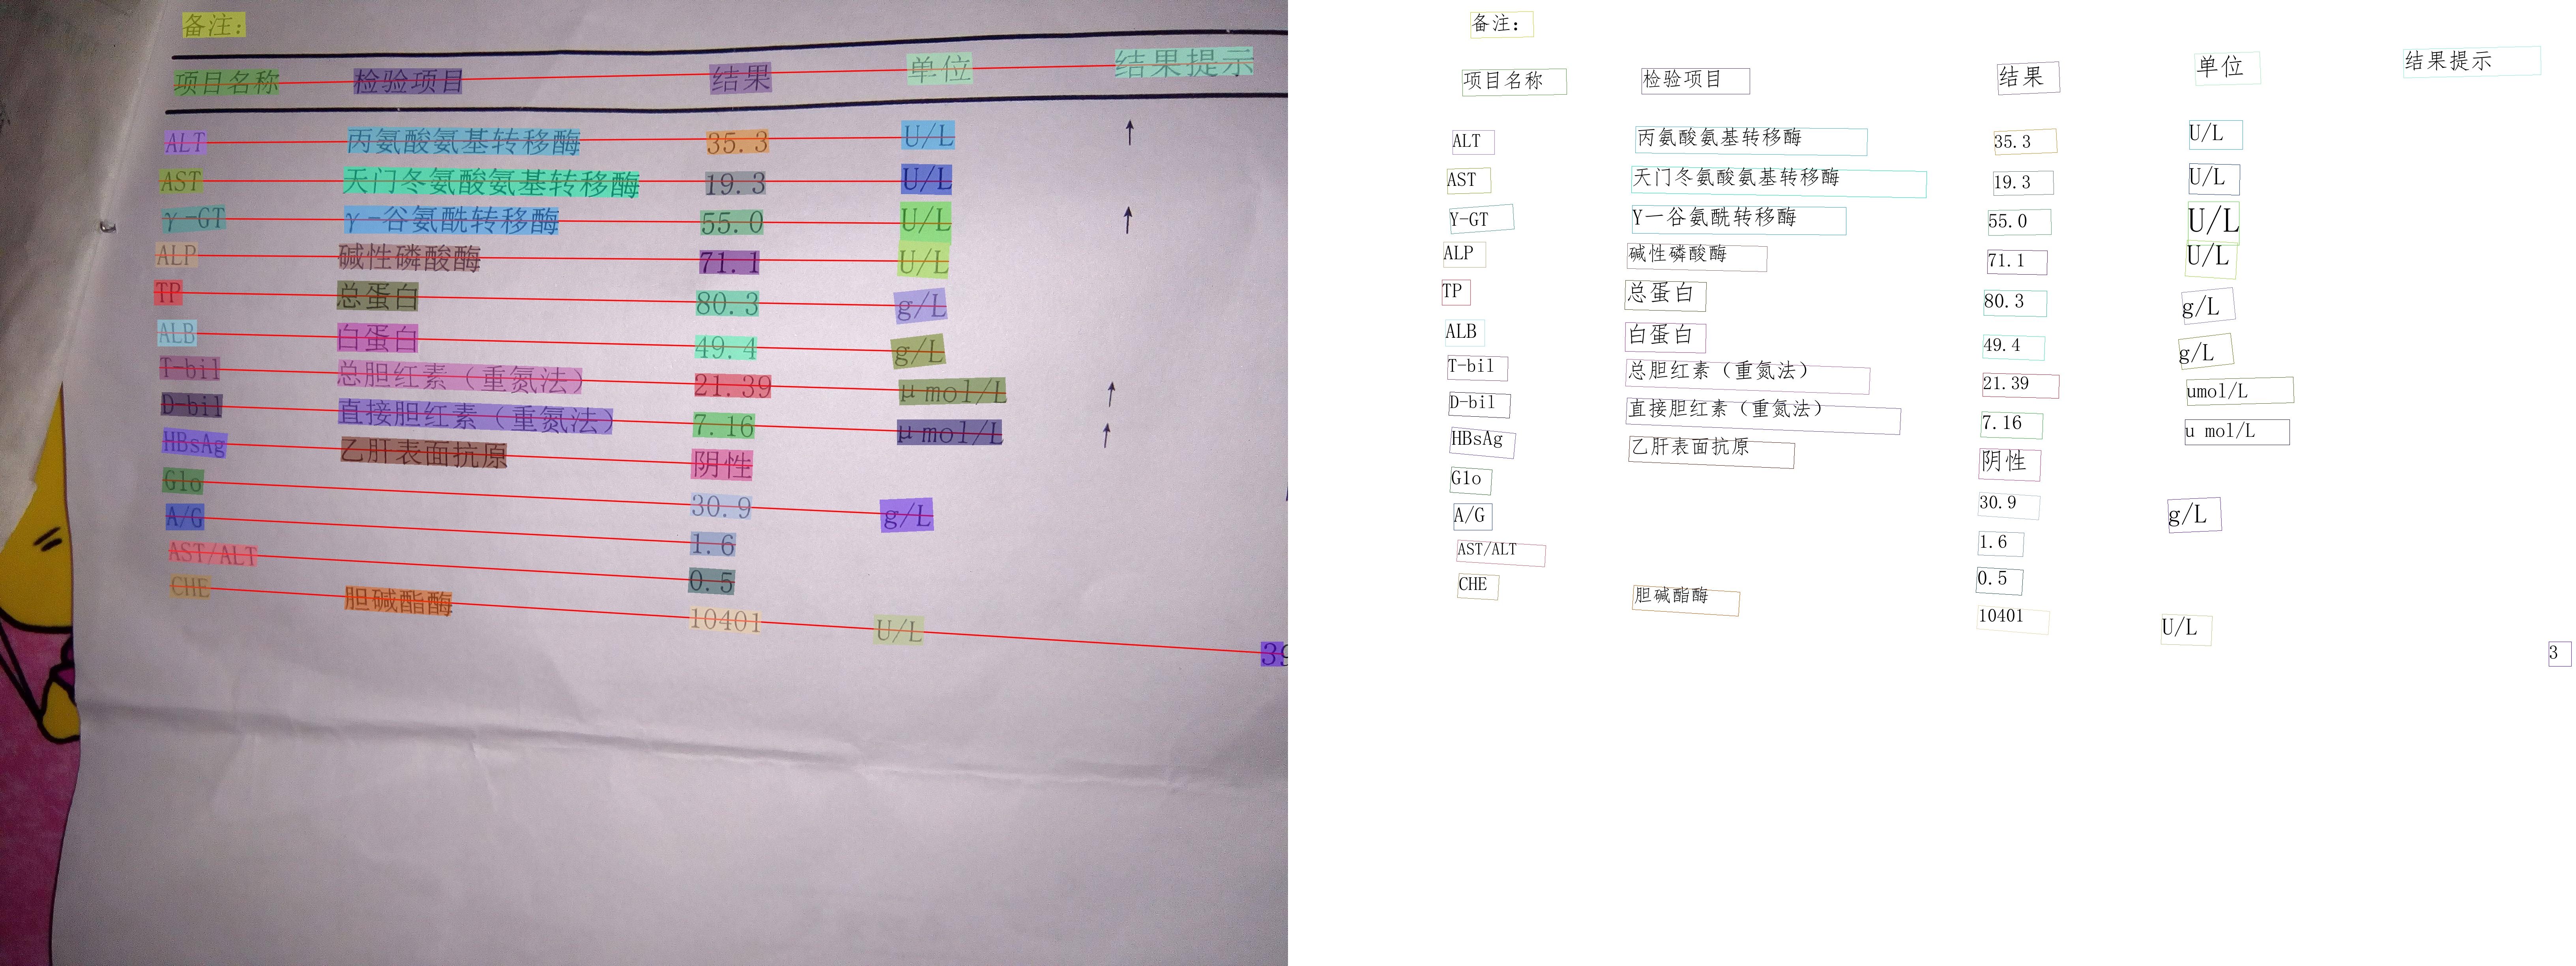 备注:
项目名称 检验项目 结果 单位 结果提示
ALT 丙氨酸氨基转移酶 35.3 U/L ↑
AST 天门冬氨酸氨基转移酶 19.3 U/L
γ-GT γ-谷氨酰转移酶 55.0 U/L ↑
ALP 碱性磷酸酶 71.1 U/L
TP 总蛋白 80.3 g/L
ALB 白蛋白 49.4 g/L
T-bil 总胆红素（重氮法） 21.39 μmol/L ↑
D-bil 直接胆红素（重氮法） 7.16 μmol/L ↑
HBsAg 乙肝表面抗原 阴性
Glo 30.9 g/L
A/G 1.6
AST/ALT 0.5
CHE 胆碱酯酶 10401 U/L 39
备注：
项目名称 检验项目 结果 单位 结果提示
ALT 丙氨酸氨基转移酶 35.3 U/L
AST 天门冬氨酸氨基转移酶 19.3 U/L
Y-GT Y一谷氨酰转移酶 55.0 U/L
ALP 碱性磷酸酶 71.1 U/L
TP 总蛋白 80.3 g/L
ALB 白蛋白 49.4 g/L
T-bil 总胆红素（重氮法） 21.39 umol/L
D-bil 直接胆红素（重氮法） 7.16 u mol/L
HBsAg 乙肝表面抗原 阴性
Glo 30.9 g/L
A/G 1.6
AST/ALT 0.5
CHE 胆碱酯酶 10401 U/L 3